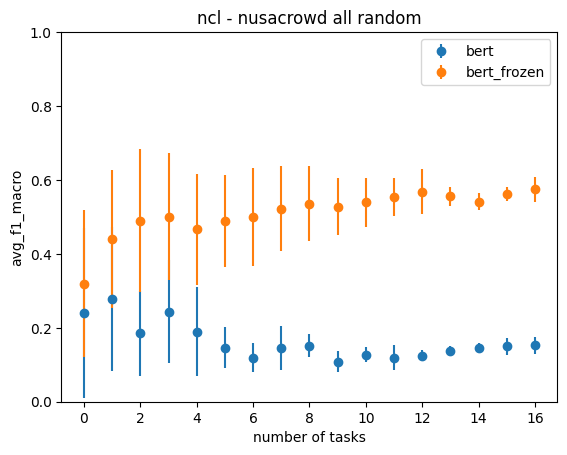 ncl - nusacrowd all random
bert
bert_frozen
1.0
0.8
0.6
0.4
0.2
0.0
avg_f1_macro
0 2 4 6 8 10 12 14 16
number of tasks